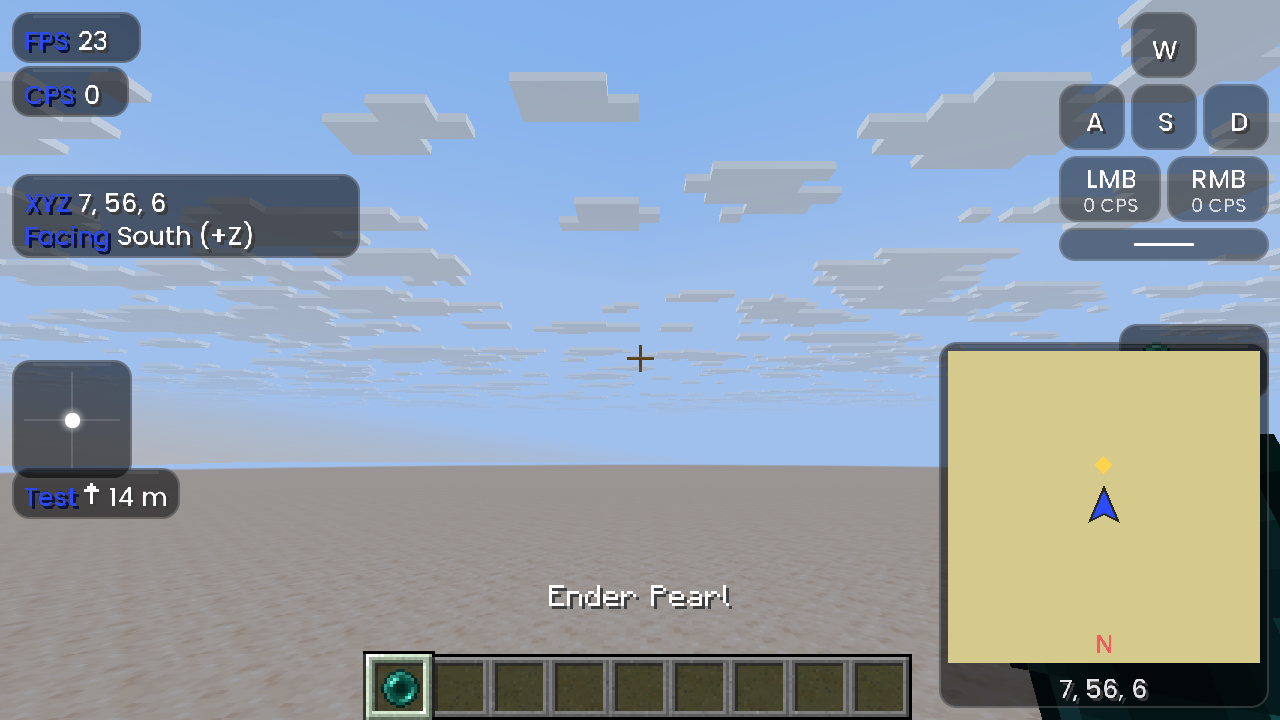 FPS 23
CPS 0
XYZ 7, 56, 6
Facing South (+Z)
Test 14 m
W
A S D
LMB RMB
0 CPS 0 CPS
N
7, 56, 6
Ender Pearl